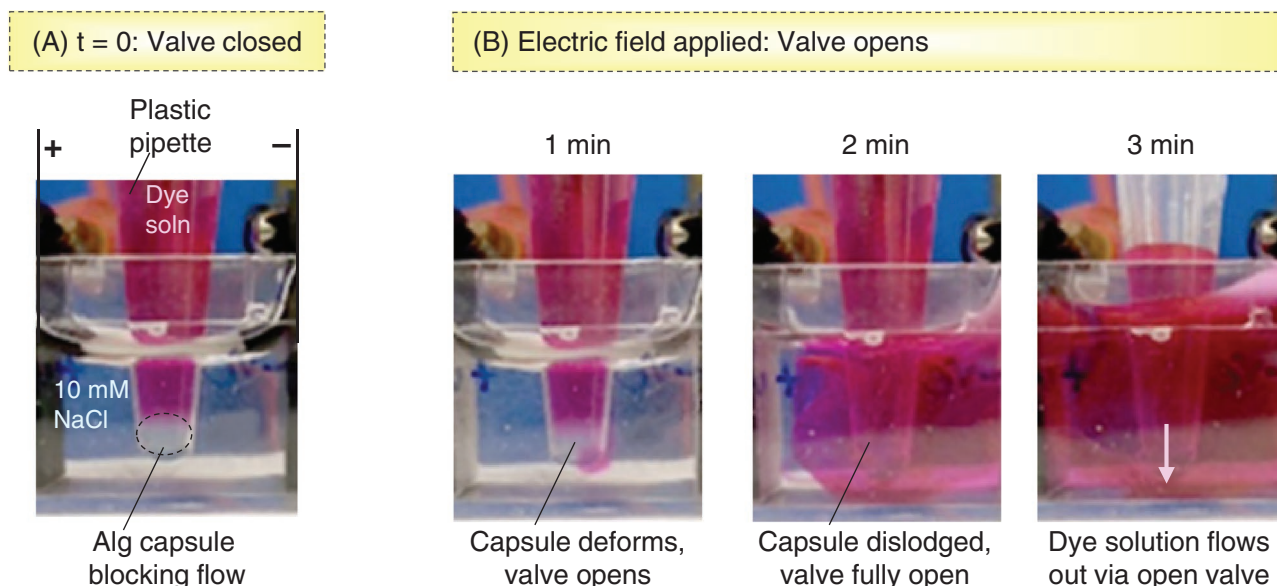 (A) t = 0: Valve closed
(B) Electric field applied: Valve opens
Plastic
pipette
+
−
Dye
soln
10 mM
NaCl
Alg capsule
blocking flow
1 min
2 min
3 min
Capsule deforms,
valve opens
Capsule dislodged,
valve fully open
Dye solution flows
out via open valve